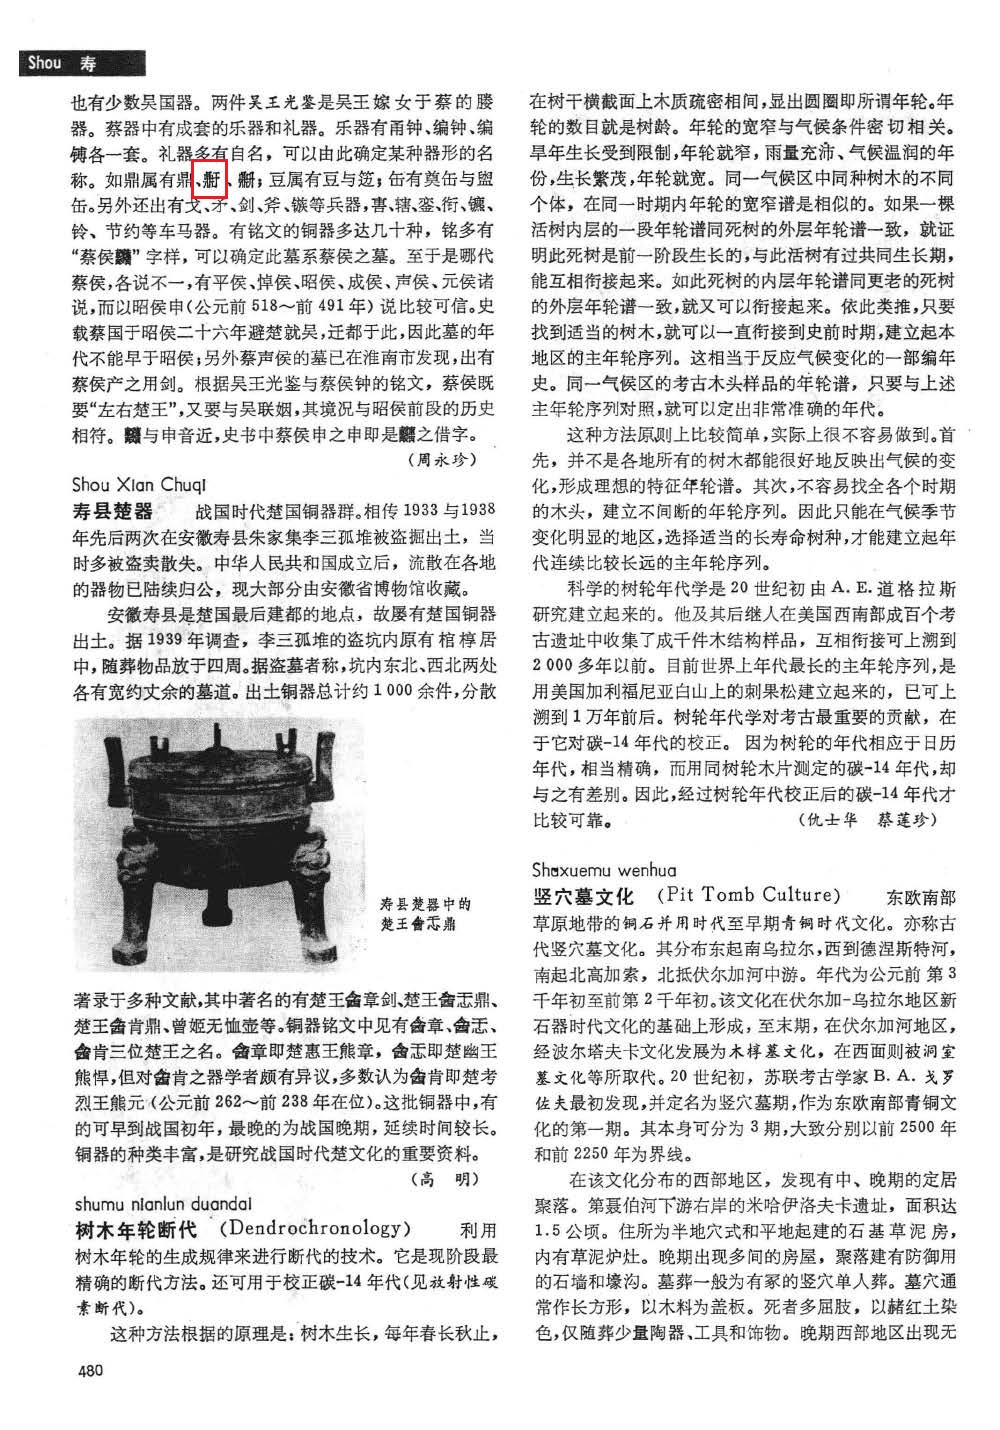 Shou 寿
也有少数吴国器。两件吴王光鉴是吴王嫁女于蔡的媵
器。蔡器中有成套的乐器和礼器。乐器有甬钟、编钟、编
镈各一套。礼器多有自名，可以由此确定某种器形的名
称。如鼎属有鼎、、；豆属有豆与笾；缶有奠缶与盥
缶。另外还出有戈、矛、剑、斧、镞等兵器，軎、辖、銮、衔、镳、
铃、节约等车马器。有铭文的铜器多达几十种，铭多有
“蔡侯”字样，可以确定此墓系蔡侯之墓。至于是哪代
蔡侯，各说不一，有平侯、悼侯、昭侯、成侯、声侯、元侯诸
说，而以昭侯申（公元前518～前491年）说比较可信。史
载蔡国于昭侯二十六年避楚就吴，迁都于此，因此墓的年
代不能早于昭侯；另外蔡声侯的墓已在淮南市发现，出有
蔡侯产之用剑。根据吴王光鉴与蔡侯钟的铭文，蔡侯既
要“左右楚王”，又要与吴联姻，其境况与昭侯前段的历史
相符。与申音近，史书中蔡侯申之申即是之借字。
（周永珍）
Shou Xian Chuqi
寿县楚器 战国时代楚国铜器群。相传1933与1938
年先后两次在安徽寿县朱家集李三孤堆被盗掘出土，当
时多被盗卖散失。中华人民共和国成立后，流散在各地
的器物已陆续归公，现大部分由安徽省博物馆收藏。
安徽寿县是楚国最后建都的地点，故屡有楚国铜器
出土。据1939年调查，李三孤堆的盗坑内原有棺椁居
中，随葬物品放于四周。据盗墓者称，坑内东北、西北两处
各有宽约丈余的墓道。出土铜器总计约1000余件，分散
寿县楚器中的
楚王酓忎鼎
著录于多种文献，其中著名的有楚王酓章剑、楚王酓忎鼎、
楚王酓肯鼎、曾姬无恤壶等。铜器铭文中见有酓章、酓忎、
酓肯三位楚王之名。酓章即楚惠王熊章，酓忎即楚幽王
熊悍，但对酓肯之器学者颇有异议，多数认为酓肯即楚考
烈王熊元（公元前262～前238年在位）。这批铜器中，有
的可早到战国初年，最晚的为战国晚期，延续时间较长。
铜器的种类丰富，是研究战国时代楚文化的重要资料。
（高 明）
shumu nianlun duandai
树木年轮断代 （Dendrochronology） 利用
树木年轮的生成规律来进行断代的技术。它是现阶段最
精确的断代方法。还可用于校正碳-14年代（见放射性碳
素断代）。
这种方法根据的原理是：树木生长，每年春长秋止，
480
在树干横截面上木质疏密相间，显出圆圈即所谓年轮。年
轮的数目就是树龄。年轮的宽窄与气候条件密切相关。
旱年生长受到限制，年轮就窄，雨量充沛、气候温润的年
份，生长繁茂，年轮就宽。同一气候区中同种树木的不同
个体，在同一时期内年轮的宽窄谱是相似的。如果一棵
活树内层的一段年轮谱同死树的外层年轮谱一致，就证
明此死树是前一阶段生长的，与此活树有过共同生长期，
能互相衔接起来。如此死树的内层年轮谱同更老的死树
的外层年轮谱一致，就又可以衔接起来。依此类推，只要
找到适当的树木，就可以一直衔接到史前时期，建立起本
地区的主年轮序列。这相当于反应气候变化的一部编年
史。同一气候区的考古木头样品的年轮谱，只要与上述
主年轮序列对照，就可以定出非常准确的年代。
这种方法原则上比较简单，实际上很不容易做到。首
先，并不是各地所有的树木都能很好地反映出气候的变
化，形成理想的特征年轮谱。其次，不容易找全各个时期
的木头，建立不间断的年轮序列。因此只能在气候季节
变化明显的地区，选择适当的长寿命树种，才能建立起年
代连续比较长远的主年轮序列。
科学的树轮年代学是20世纪初由A.E.道格拉斯
研究建立起来的。他及其后继人在美国西南部成百个考
古遗址中收集了成千件木结构样品，互相衔接可上溯到
2000多年以前。目前世界上年代最长的主年轮序列，是
用美国加利福尼亚白山上的刺果松建立起来的，已可上
溯到1万年前后。树轮年代学对考古最重要的贡献，在
于它对碳-14年代的校正。因为树轮的年代相应于日历
年代，相当精确，而用同树轮木片测定的碳-14年代，却
与之有差别。因此，经过树轮年代校正后的碳-14年代才
比较可靠。 （仇士华 蔡莲珍）
Shuxuemu wenhua
竖穴墓文化 （Pit Tomb Culture） 东欧南部
草原地带的铜石并用时代至早期青铜时代文化。亦称古
代竖穴墓文化。其分布东起南乌拉尔，西到德涅斯特河，
南起北高加索，北抵伏尔加河中游。年代为公元前第3
千年初至前第2千年初。该文化在伏尔加-乌拉尔地区新
石器时代文化的基础上形成，至末期，在伏尔加河地区，
经波尔塔夫卡文化发展为木椁墓文化，在西面则被洞室
墓文化等所取代。20世纪初，苏联考古学家B.A.戈罗
佐夫最初发现，并定名为竖穴墓期，作为东欧南部青铜文
化的第一期。其本身可分为3期，大致分别以前2500年
和前2250年为界线。
在该文化分布的西部地区，发现有中、晚期的定居
聚落。第聂伯河下游右岸的米哈伊洛夫卡遗址，面积达
1.5公顷。住所为半地穴式和平地起建的石基草泥房，
内有草泥炉灶。晚期出现多间的房屋，聚落建有防御用
的石墙和壕沟。墓葬一般为有冢的竖穴单人葬。墓穴通
常作长方形，以木料为盖板。死者多屈肢，以赭红土染
色，仅随葬少量陶器、工具和饰物。晚期西部地区出现无